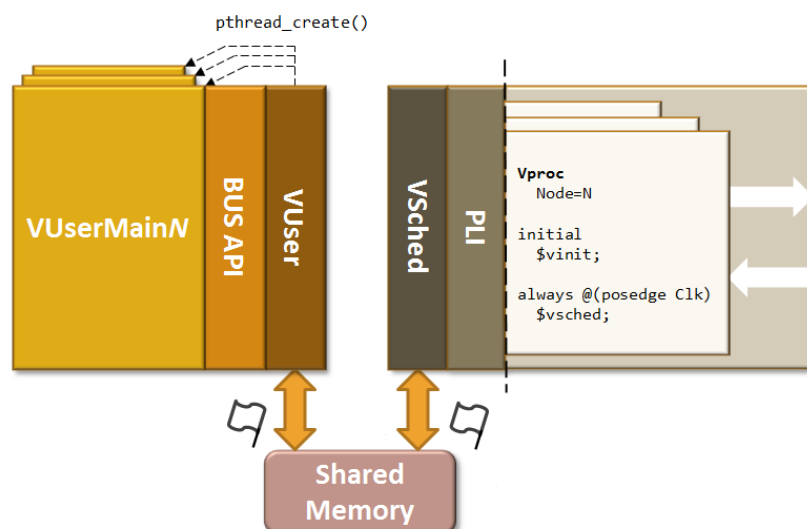 pthread_create()
VUserMainN
BUS API
VUser
VSched
PLI
Vproc
Node=N
initial
$vinit;
always @(posedge Clk)
$vsched;
Shared
Memory